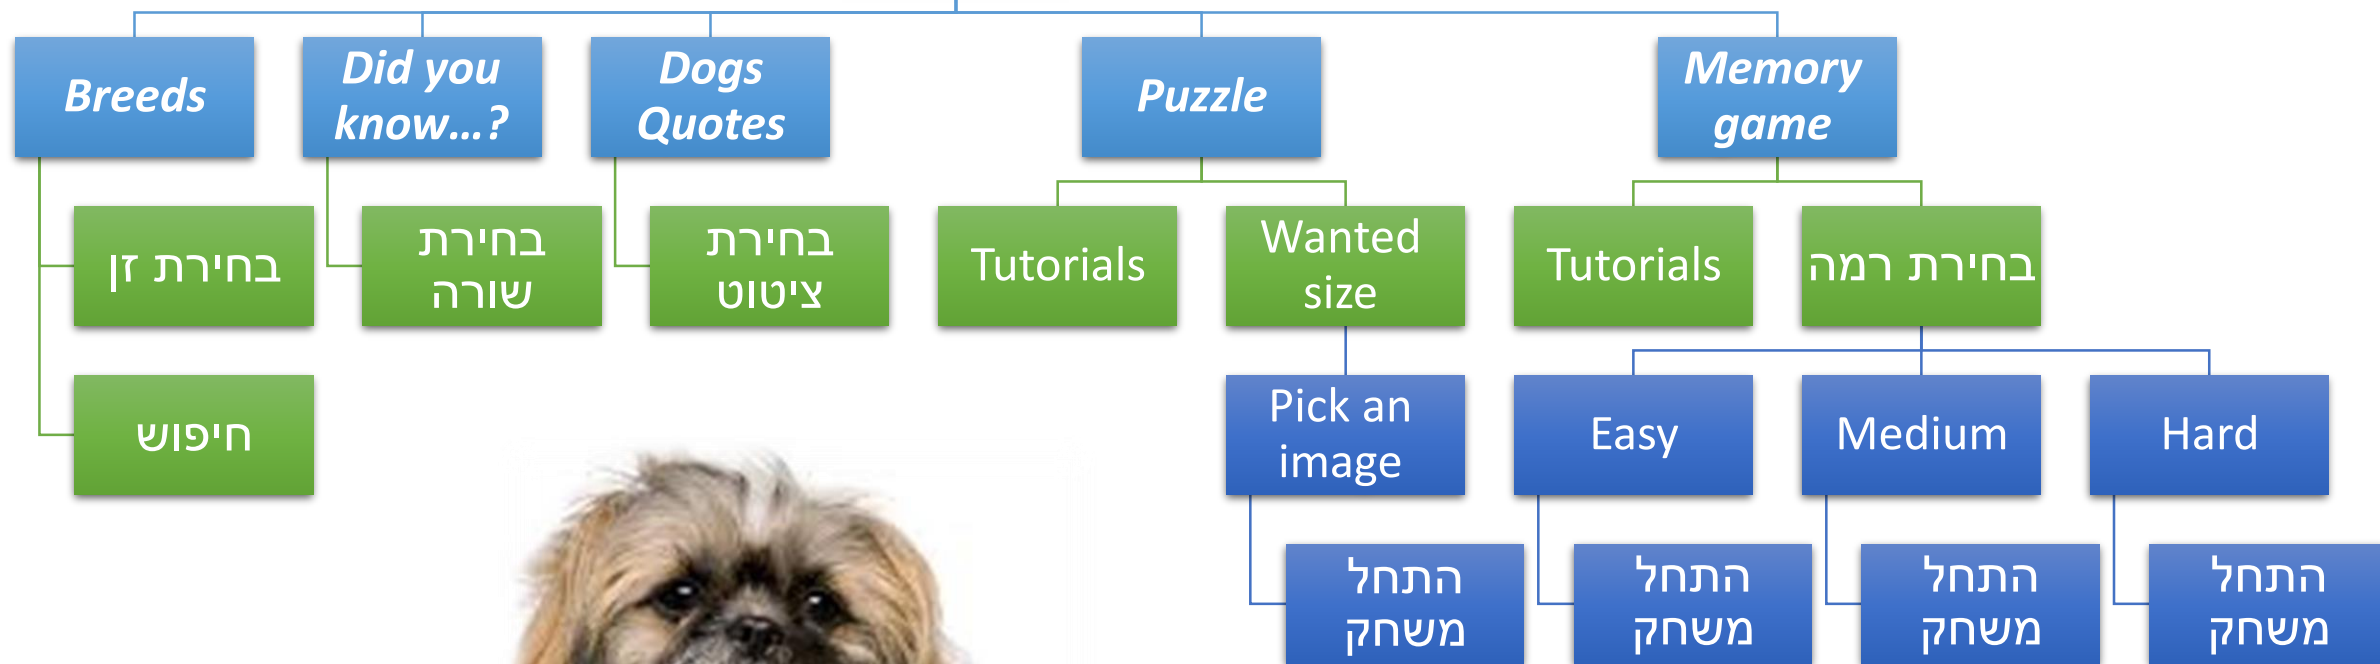 Breeds
Did you
know...?
Dogs
Quotes
Puzzle
Memory
game
בחירת זן
בחירת
שורה
בחירת
ציטוט
Tutorials
Wanted
size
Tutorials
בחירת רמה
חיפוש
Pick an
image
Easy
Medium
Hard
התחל
משחק
התחל
משחק
התחל
משחק
התחל
משחק